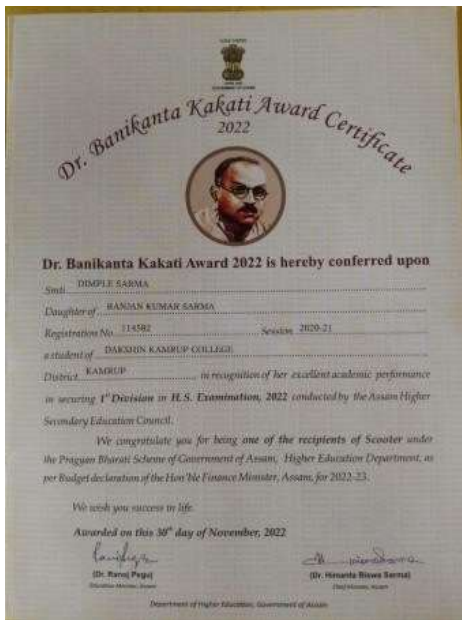 Dr. Banikanta Kakati Award Certificate
2022
Dr. Banikanta Kakati Award 2022 is hereby conferred upon
Smti. DIMPLE SARMA
Daughter of RANJAN KUMAR SARMA
Registration No. 114582 Session 2020-21
a student of DAKSHIN KAMRUP COLLEGE
District KAMRUP in recognition of her excellent academic performance
in securing 1st Division in H.S. Examination, 2022 conducted by the Assam Higher
Secondary Education Council.
We congratulate you for being one of the recipients of Scooter under
the Pragyan Bharati Scheme of Government of Assam, Higher Education Department, as
per Budget declaration of the Hon'ble Finance Minister, Assam, for 2022-23.
We wish you success in life.
Awarded on this 30th day of November, 2022
(Dr. Ranoj Pegu) (Dr. Himanta Biswa Sarma)
Education Minister, Assam Chief Minister, Assam
Department of Higher Education, Government of Assam